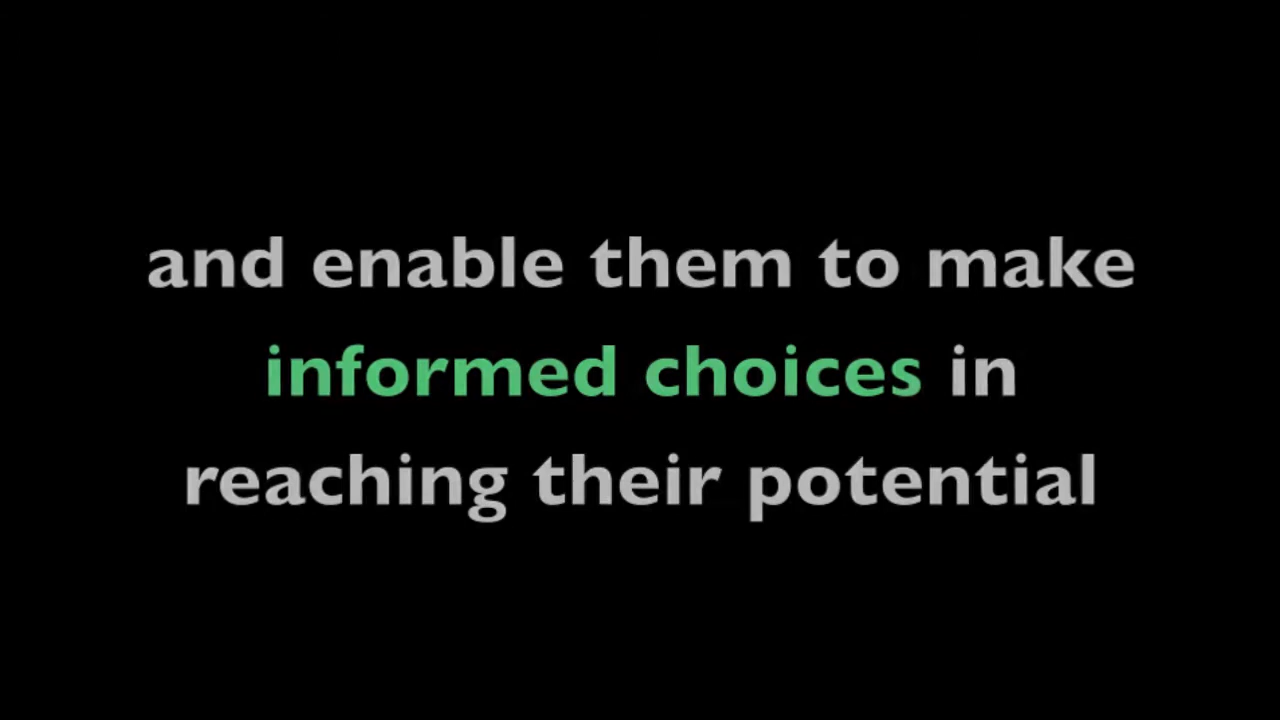 and enable them to make
informed choices in
reaching their potential